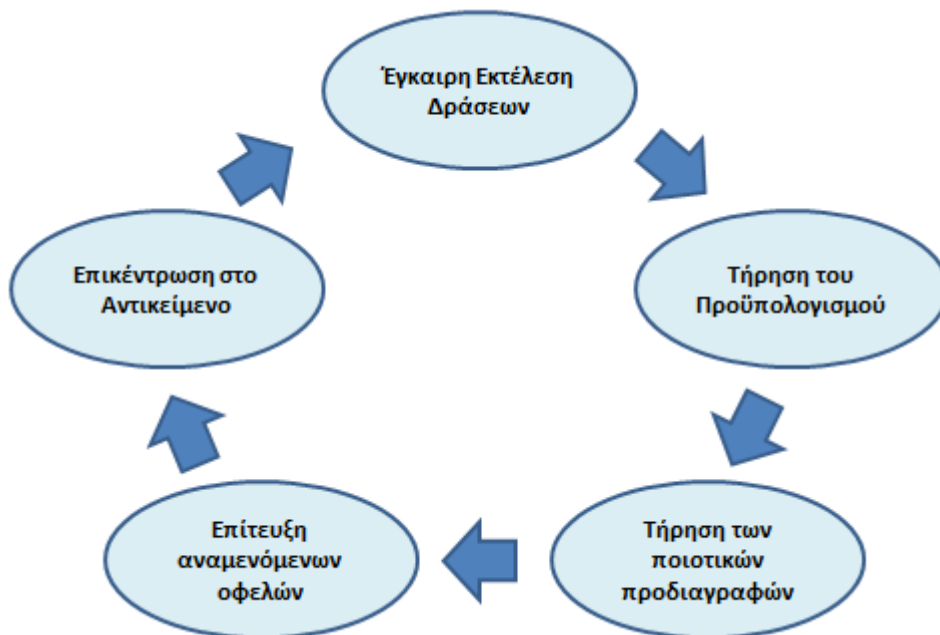 Έγκαιρη Εκτέλεση
Δράσεων
Τήρηση του
Προϋπολογισμού
Τήρηση των
ποιοτικών
προδιαγραφών
Επίτευξη
αναμενόμενων
οφελών
Επικέντρωση στο
Αντικείμενο